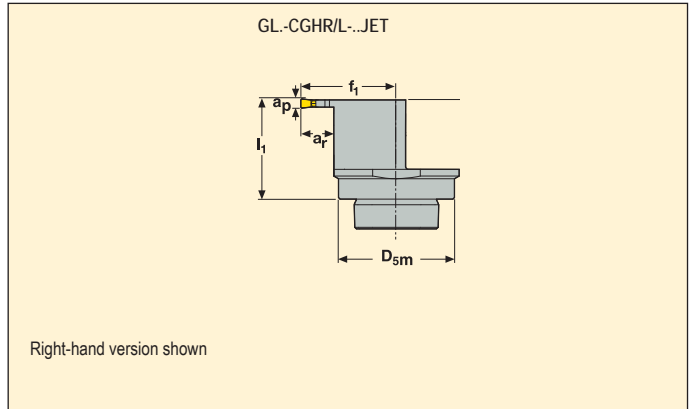 GL.-CGHR/L-..JET
f1
ap
ar
l1
D5m
Right-hand version shown